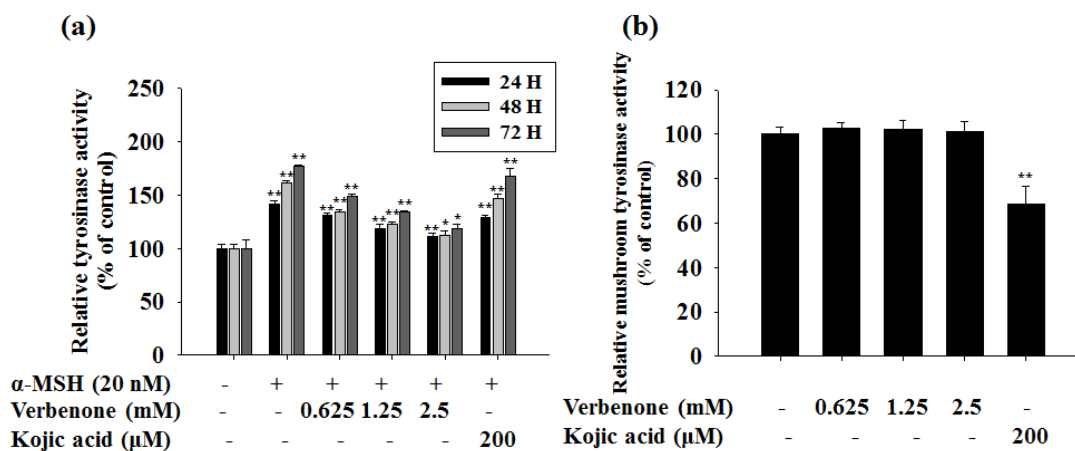 (a)
Relative tyrosinase activity
(% of control)
250
200
150
100
50
0
24 H
48 H
72 H
** ** **
** ** **
** ** **
** * *
** ** **
α-MSH (20 nM) - + + + + +
Verbenone (mM) - - 0.625 1.25 2.5 -
Kojic acid (μM) - - - - - 200
(b)
Relative mushroom tyrosinase activity
(% of control)
120
100
80
60
40
20
0
**
Verbenone (mM) - 0.625 1.25 2.5 -
Kojic acid (μM) - - - - 200